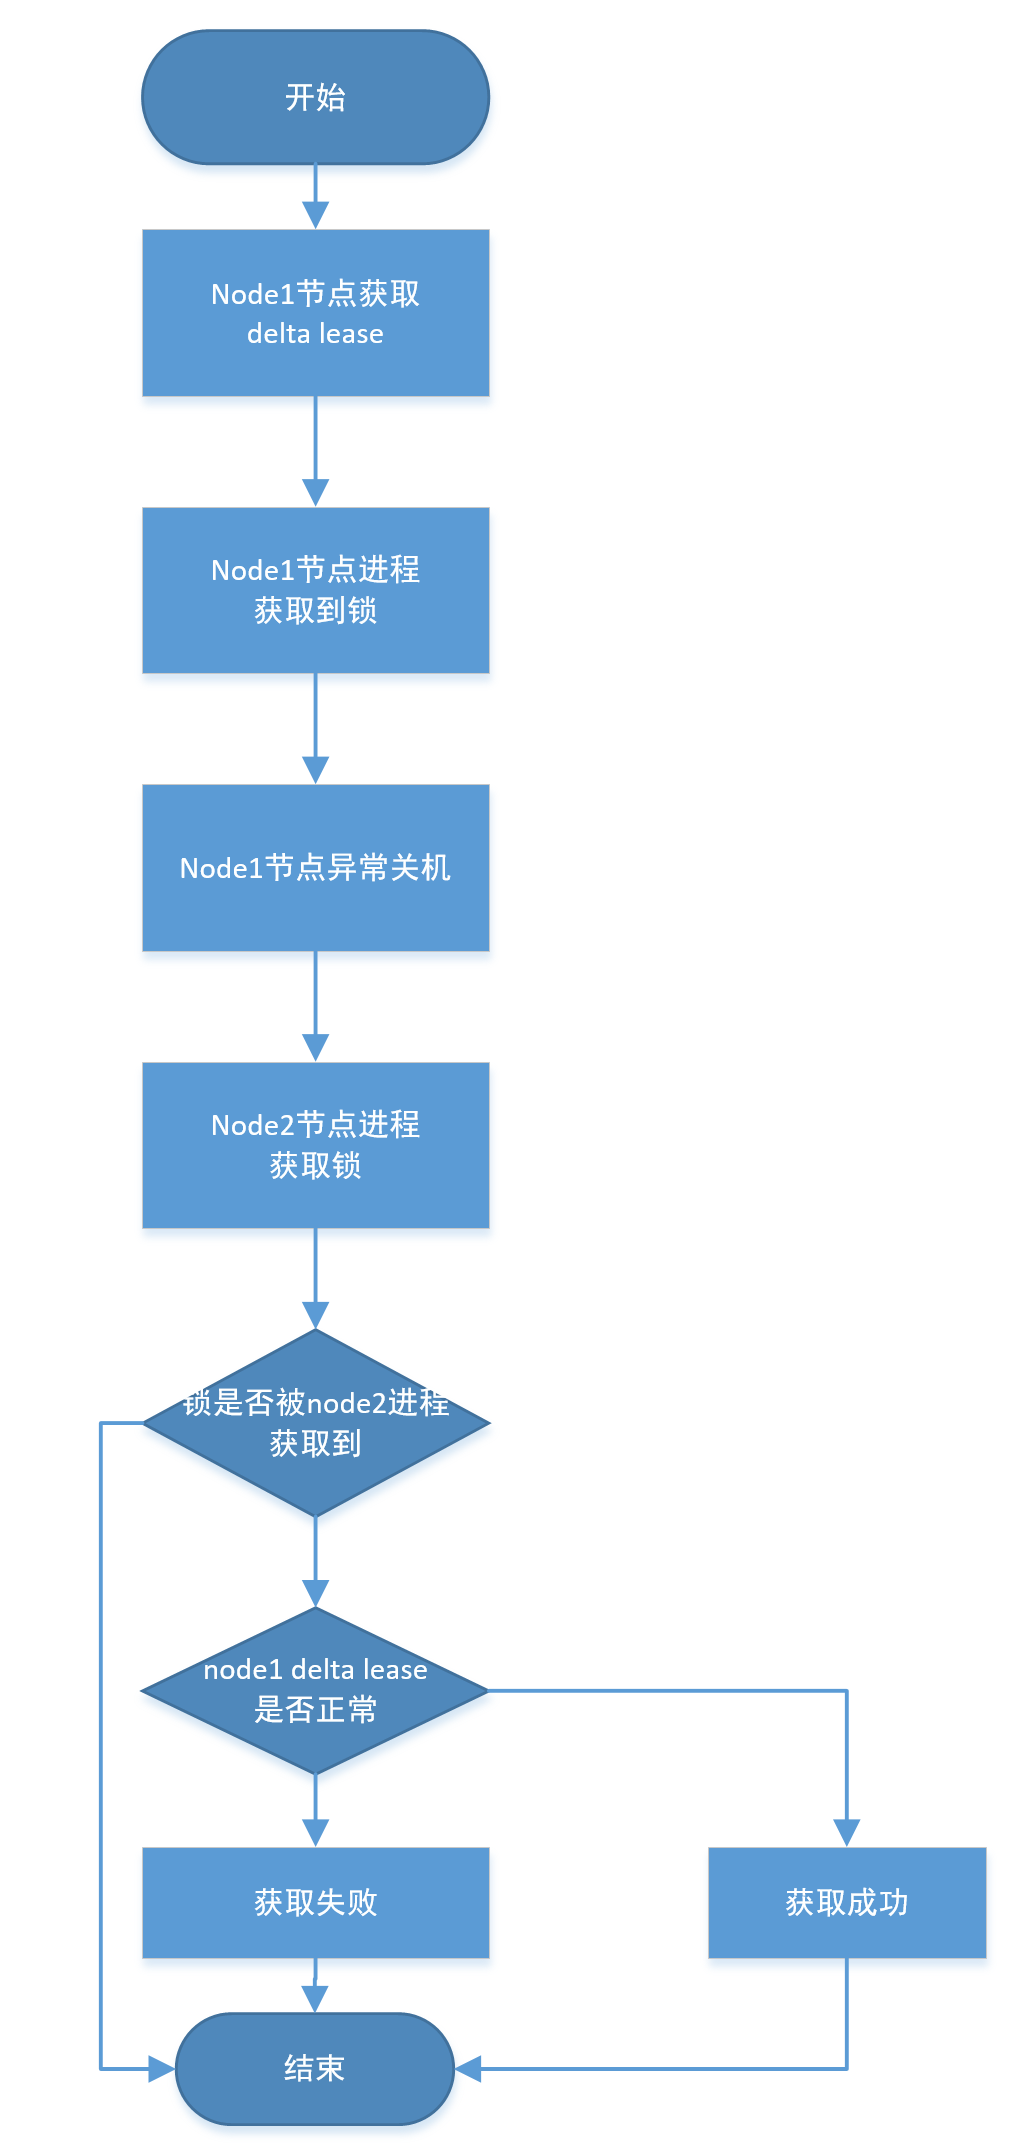 开始
Node1节点获取
delta lease
Node1节点进程
获取到锁
Node1节点异常关机
Node2节点进程
获取锁
锁是否被node2进程
获取到
node1 delta lease
是否正常
获取失败
获取成功
结束